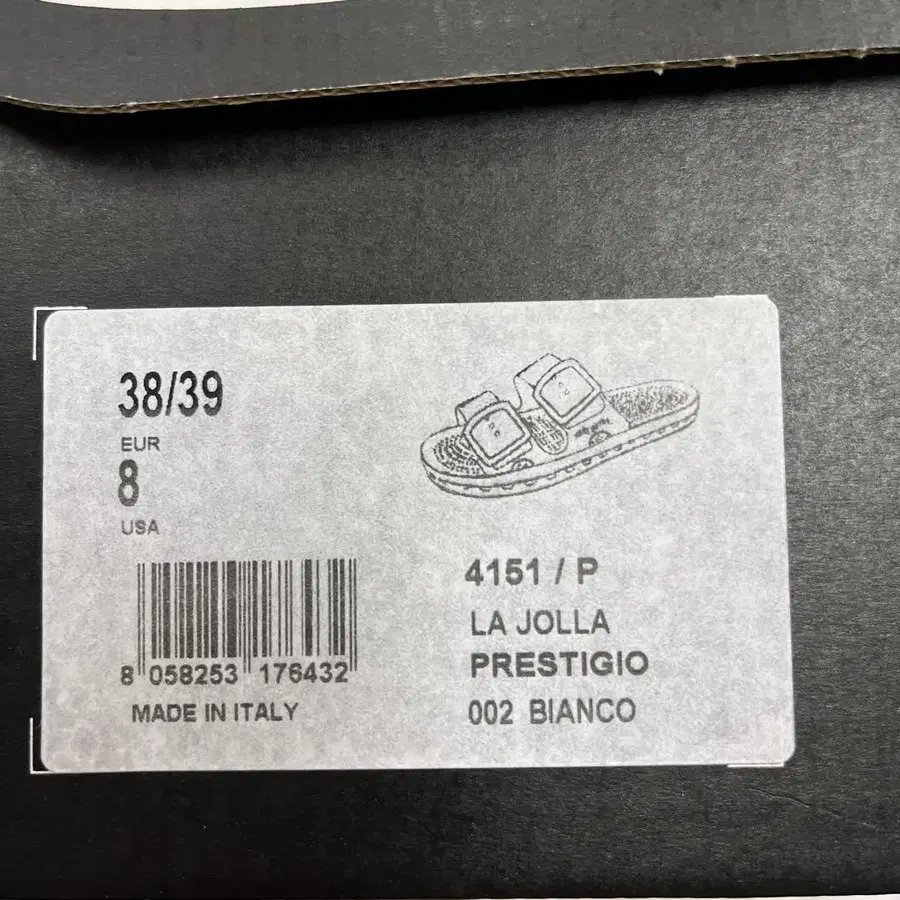 38/39
EUR
8
USA
8 058253 176432
MADE IN ITALY
4151 / P
LA JOLLA
PRESTIGIO
002 BIANCO